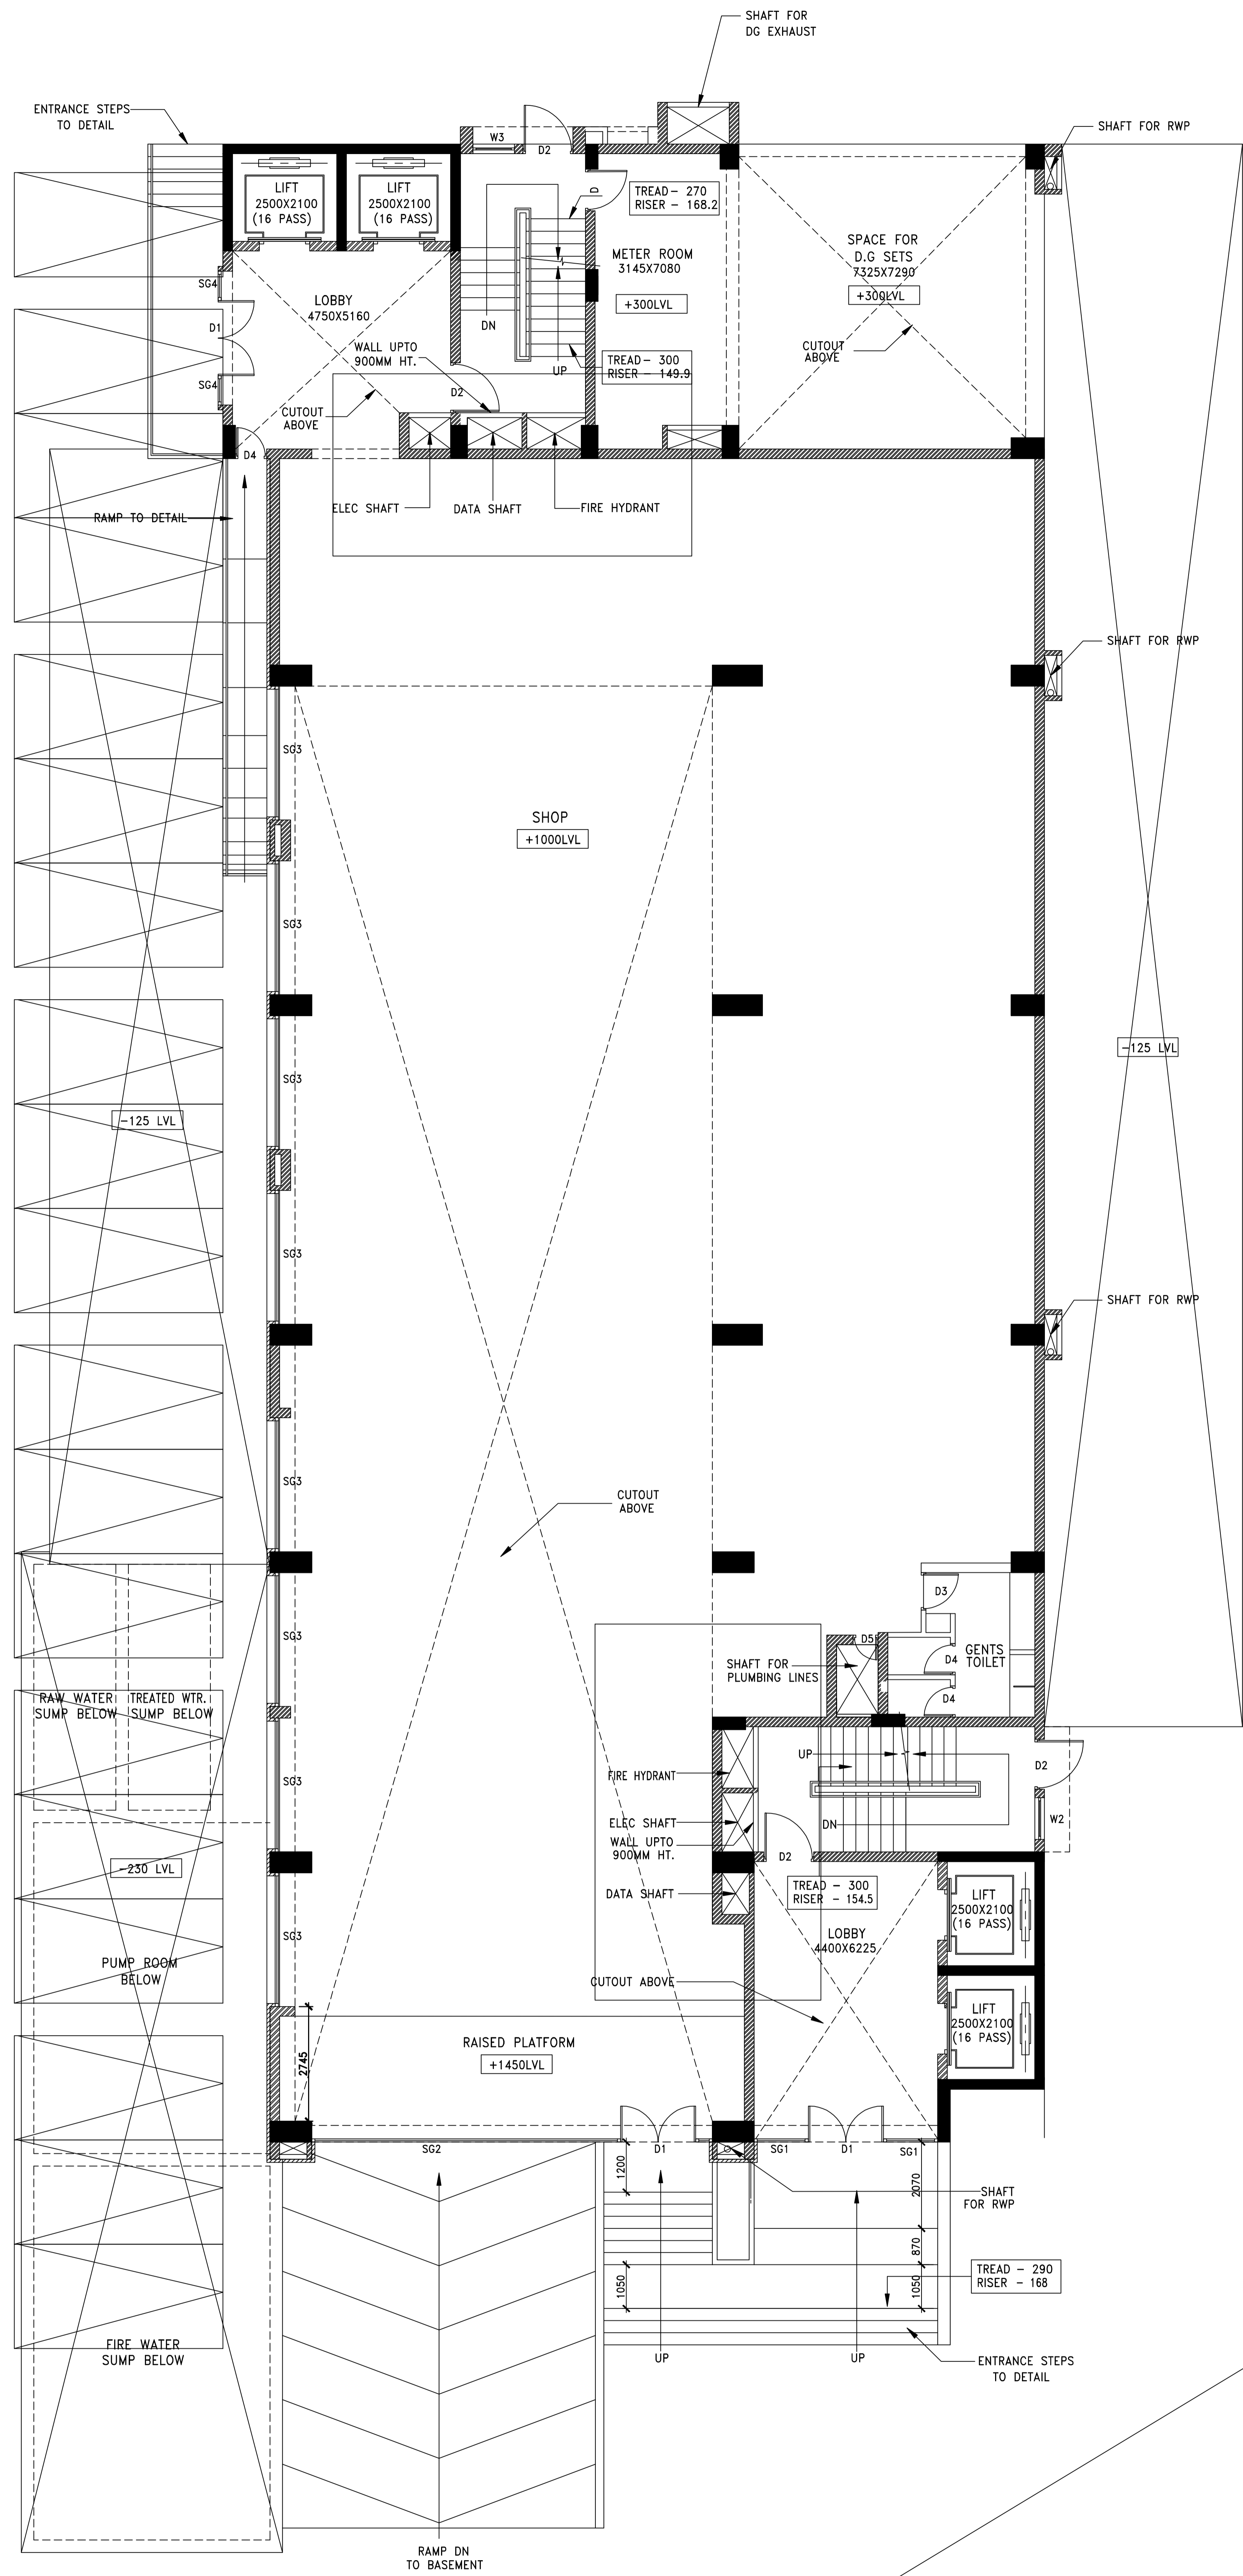 SHAFT FOR
DG EXHAUST
ENTRANCE STEPS
TO DETAIL
SHAFT FOR RWP
W3
D2
LIFT
2500X2100
(16 PASS)
LIFT
2500X2100
(16 PASS)
D
TREAD - 270
RISER - 168.2
METER ROOM
3145X7080
+300LVL
SPACE FOR
D.G SETS
7325X7290
+300LVL
SG4
LOBBY
4750X5160
D1
DN
WALL UPTO
900MM HT.
CUTOUT
ABOVE
UP
TREAD - 300
RISER - 149.9
SG4
D2
CUTOUT
ABOVE
D4
ELEC SHAFT
DATA SHAFT
FIRE HYDRANT
RAMP TO DETAIL
SHAFT FOR RWP
SG3
SHOP
+1000LVL
SG3
-125 LVL
SG3
-125 LVL
SG3
SHAFT FOR RWP
SG3
CUTOUT
ABOVE
D3
SG3
D5
GENTS
TOILET
D4
SHAFT FOR
PLUMBING LINES
D4
RAW WATER
SUMP BELOW
TREATED WTR.
SUMP BELOW
UP
D2
FIRE HYDRANT
SG3
ELEC SHAFT
DN
W2
WALL UPTO
900MM HT.
D2
-230 LVL
TREAD - 300
RISER - 154.5
DATA SHAFT
LIFT
2500X2100
(16 PASS)
SG3
LOBBY
4400X6225
PUMP ROOM
BELOW
CUTOUT ABOVE
LIFT
2500X2100
(16 PASS)
RAISED PLATFORM
+1450LVL
2745
SG2
D1
SG1
D1
SG1
1200
2070
SHAFT
FOR RWP
870
1050
1050
TREAD - 290
RISER - 168
FIRE WATER
SUMP BELOW
UP
UP
ENTRANCE STEPS
TO DETAIL
RAMP DN
TO BASEMENT